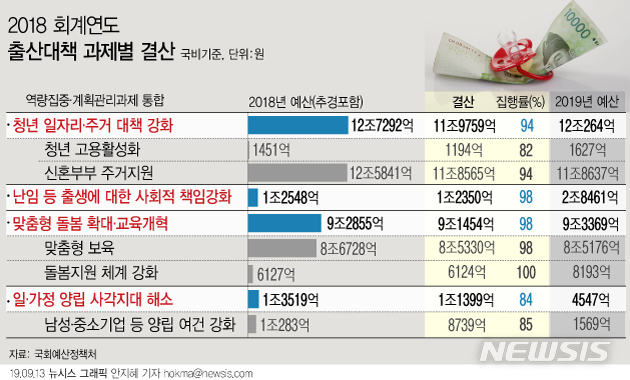 2018 회계연도
출산대책 과제별 결산 국비기준, 단위:원
10000
역량집중·계획관리과제 통합 2018년 예산(추경포함) 결산 집행률(%) 2019년 예산
·청년 일자리·주거 대책 강화 12조7292억 11조9759억 94 12조264억
청년 고용활성화 1451억 1194억 82 1627억
신혼부부 주거지원 12조5841억 11조8565억 94 11조8637억
·난임 등 출생에 대한 사회적 책임강화 1조2548억 1조2350억 98 2조8461억
·맞춤형 돌봄 확대·교육개혁 9조2855억 9조1454억 98 9조3369억
맞춤형 보육 8조6728억 8조5330억 98 8조5176억
돌봄지원 체계 강화 6127억 6124억 100 8193억
·일·가정 양립 사각지대 해소 1조3519억 1조1399억 84 4547억
남성·중소기업 등 양립 여건 강화 1조283억 8739억 85 1569억
자료: 국회예산정책처
19.09.13 뉴시스 그래픽 안지혜 기자 hokma@newsis.com
NEWSIS